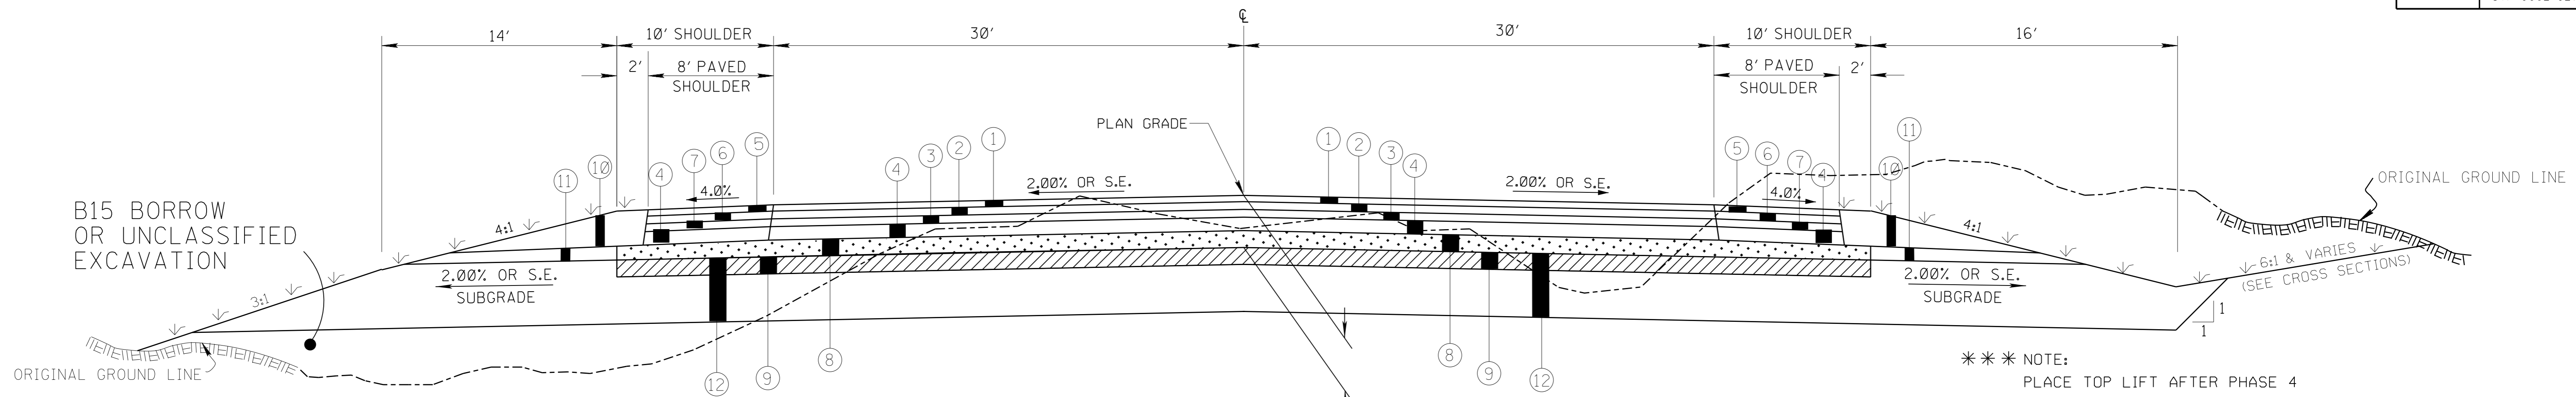 ℄
14'
10' SHOULDER
30'
30'
10' SHOULDER
16'
2'
8' PAVED
SHOULDER
8' PAVED
SHOULDER
2'
PLAN GRADE
11
10
4
7
6
5
4
3
2
1
1
2
3
4
5
6
7
4
10
11
4.0%
2.00% OR S.E.
2.00% OR S.E.
4.0%
ORIGINAL GROUND LINE
B15 BORROW
OR UNCLASSIFIED
EXCAVATION
4:1
4:1
3:1
2.00% OR S.E.
SUBGRADE
2.00% OR S.E.
SUBGRADE
6:1 & VARIES
(SEE CROSS SECTIONS)
1
1
ORIGINAL GROUND LINE
12
9
8
8
9
12
*** NOTE:
PLACE TOP LIFT AFTER PHASE 4